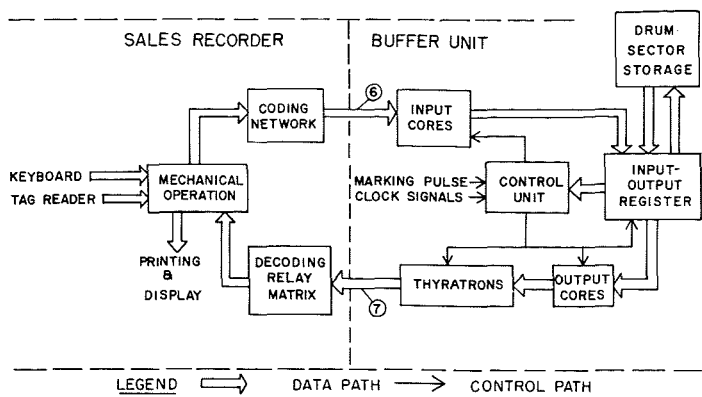 SALES RECORDER
BUFFER UNIT
DRUM-
SECTOR
STORAGE
CODING
NETWORK
6
INPUT
CORES
KEYBOARD
TAG READER
MECHANICAL
OPERATION
MARKING PULSE
CLOCK SIGNALS
CONTROL
UNIT
INPUT-
OUTPUT
REGISTER
PRINTING
&
DISPLAY
DECODING
RELAY
MATRIX
7
THYRATRONS
OUTPUT
CORES
LEGEND
DATA PATH
CONTROL PATH